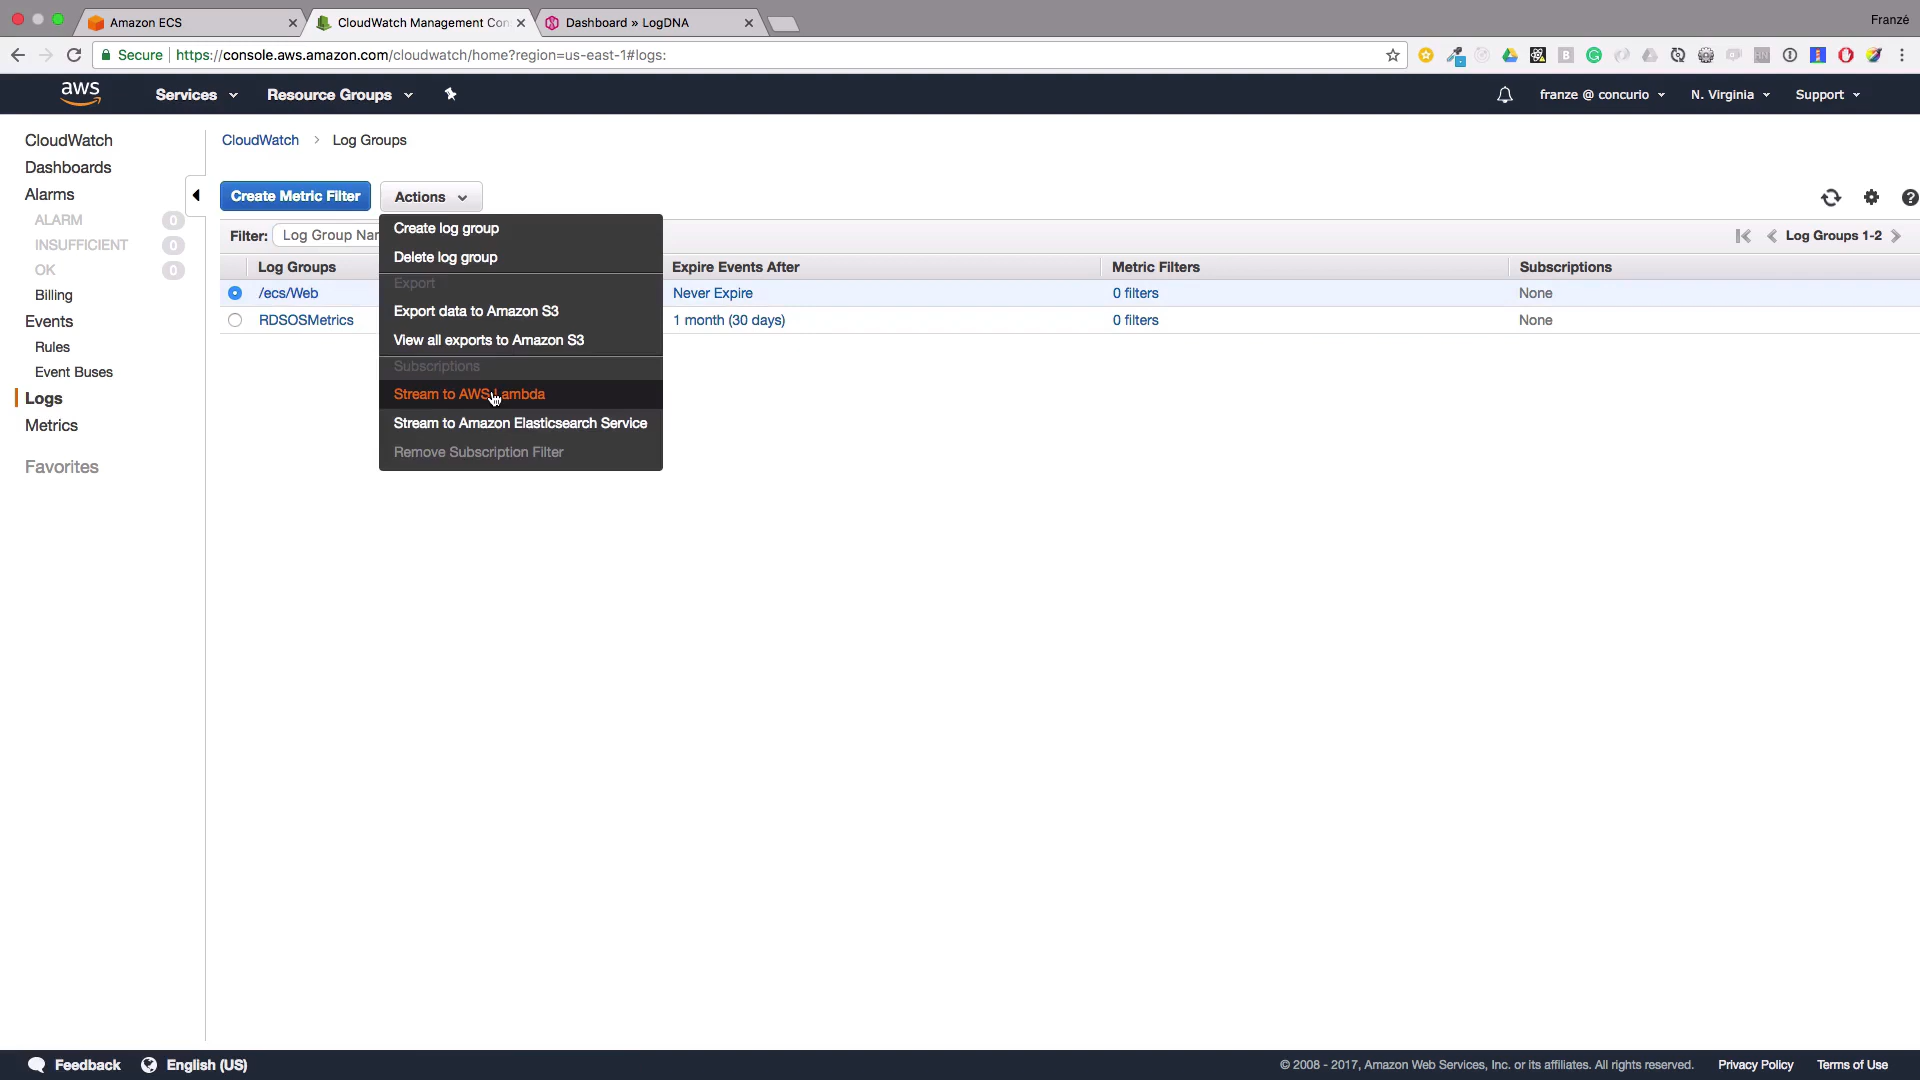 Amazon ECS
CloudWatch Management Con
Dashboard » LogDNA
Franzé
Secure
https://console.aws.amazon.com/cloudwatch/home?region=us-east-1#logs:
aws
Services
Resource Groups
franze @ concurio
N. Virginia
Support
CloudWatch
Dashboards
Alarms
ALARM 0
INSUFFICIENT 0
OK 0
Billing
Events
Rules
Event Buses
Logs
Metrics
Favorites
CloudWatch > Log Groups
Create Metric Filter
Actions
Filter: Log Group Nar
Log Groups 1-2
Create log group
Delete log group
Export
Export data to Amazon S3
View all exports to Amazon S3
Subscriptions
Stream to AWS Lambda
Stream to Amazon Elasticsearch Service
Remove Subscription Filter
Log Groups Expire Events After Metric Filters Subscriptions
/ecs/Web Never Expire 0 filters None
RDSOSMetrics 1 month (30 days) 0 filters None
Feedback
English (US)
© 2008 - 2017, Amazon Web Services, Inc. or its affiliates. All rights reserved.
Privacy Policy
Terms of Use